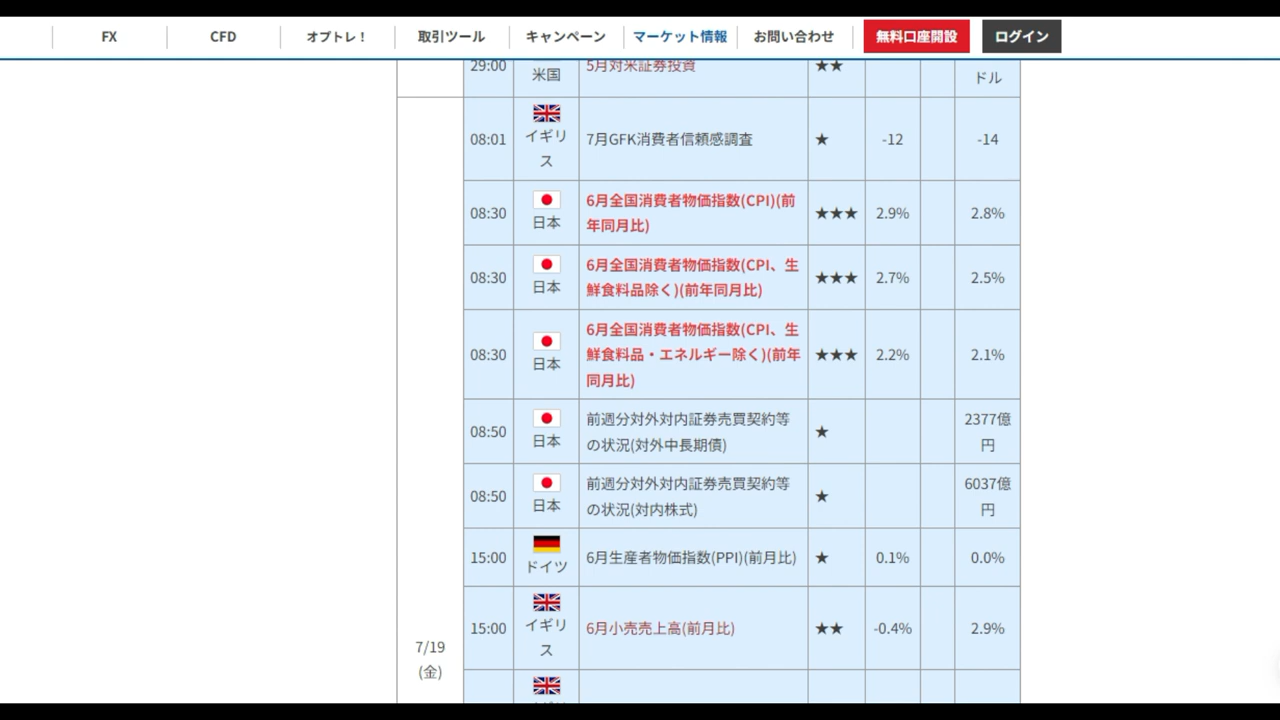 FX
CFD
オプトレ！
取引ツール
キャンペーン
マーケット情報
お問い合わせ
無料口座開設
ログイン
29:00
米国
5月対米証券投資
★★
ドル
08:01
イギリ
ス
7月GFK消費者信頼感調査
★
-12
-14
08:30
日本
6月全国消費者物価指数(CPI)(前
年同月比)
★★★
2.9%
2.8%
08:30
日本
6月全国消費者物価指数(CPI、生
鮮食料品除く)(前年同月比)
★★★
2.7%
2.5%
08:30
日本
6月全国消費者物価指数(CPI、生
鮮食料品・エネルギー除く)(前年
同月比)
★★★
2.2%
2.1%
08:50
日本
前週分対外対内証券売買契約等
の状況(対外中長期債)
★
2377億
円
08:50
日本
前週分対外対内証券売買契約等
の状況(対内株式)
★
6037億
円
15:00
ドイツ
6月生産者物価指数(PPI)(前月比)
★
0.1%
0.0%
7/19
(金)
15:00
イギリ
ス
6月小売売上高(前月比)
★★
-0.4%
2.9%